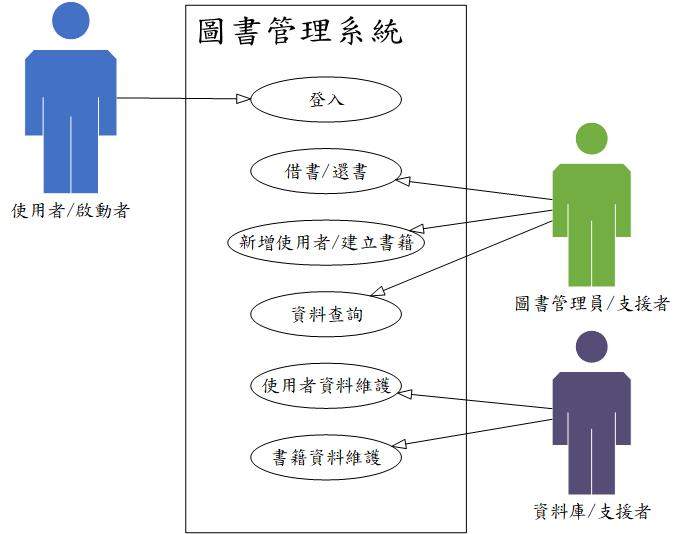 圖書管理系統
登入
使用者/啟動者
借書/還書
新增使用者/建立書籍
資料查詢
圖書管理員/支援者
使用者資料維護
書籍資料維護
資料庫/支援者